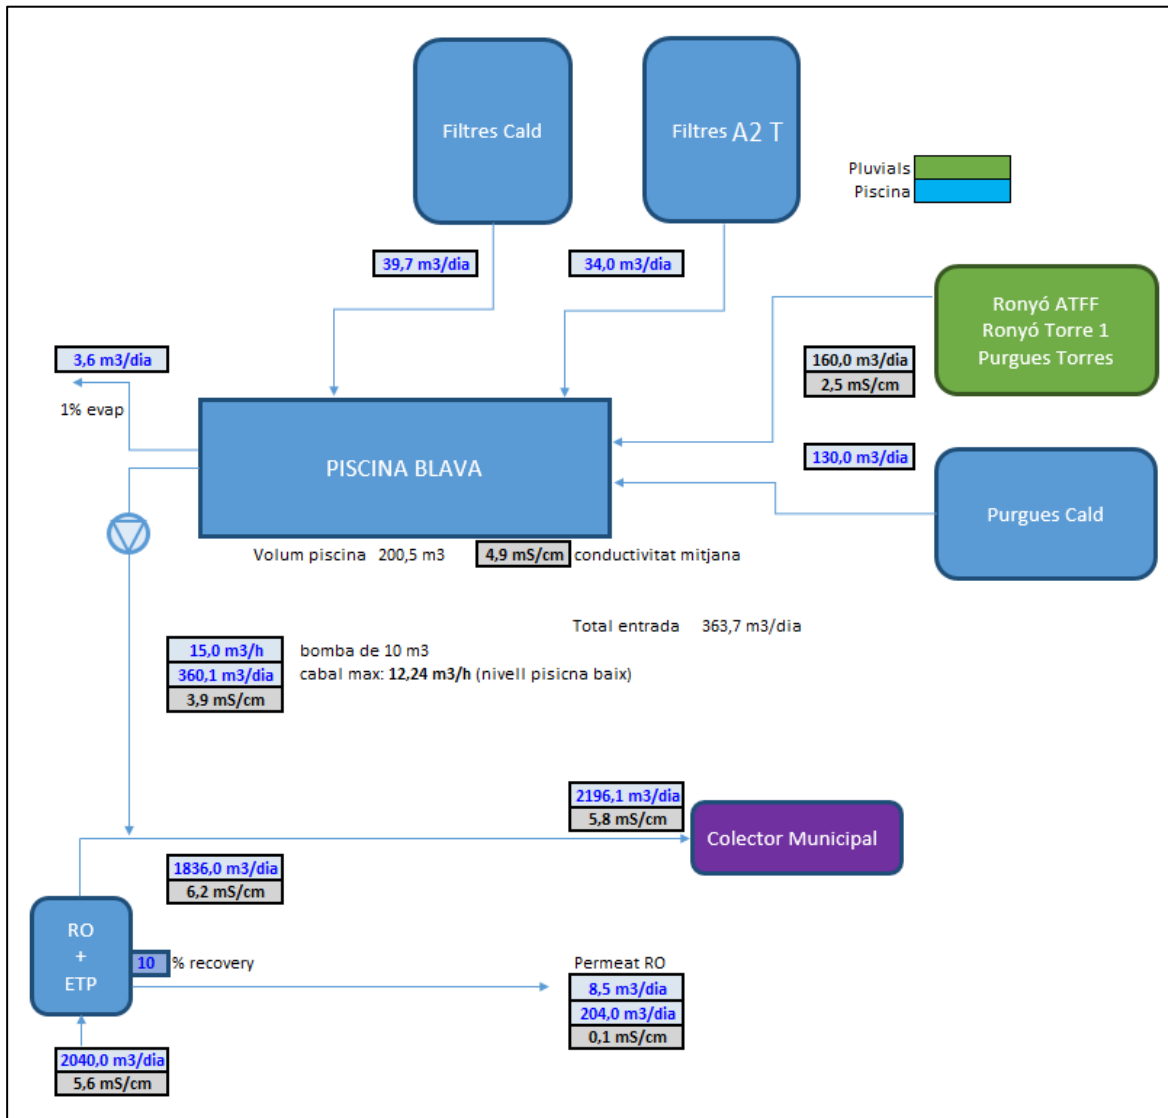 Filtres Cald
Filtres A2 T
Pluvials
Piscina
39,7 m3/dia
34,0 m3/dia
Ronyó ATFF
Ronyó Torre 1
Purgues Torres
160,0 m3/dia
2,5 mS/cm
3,6 m3/dia
1% evap
PISCINA BLAVA
130,0 m3/dia
Purgues Cald
Volum piscina 200,5 m3 4,9 mS/cm conductivitat mitjana
Total entrada 363,7 m3/dia
15,0 m3/h bomba de 10 m3
360,1 m3/dia cabal max: 12,24 m3/h (nivell pisicna baix)
3,9 mS/cm
2196,1 m3/dia
5,8 mS/cm
Colector Municipal
1836,0 m3/dia
6,2 mS/cm
RO
+
ETP
10 % recovery
Permeat RO
8,5 m3/dia
204,0 m3/dia
0,1 mS/cm
2040,0 m3/dia
5,6 mS/cm